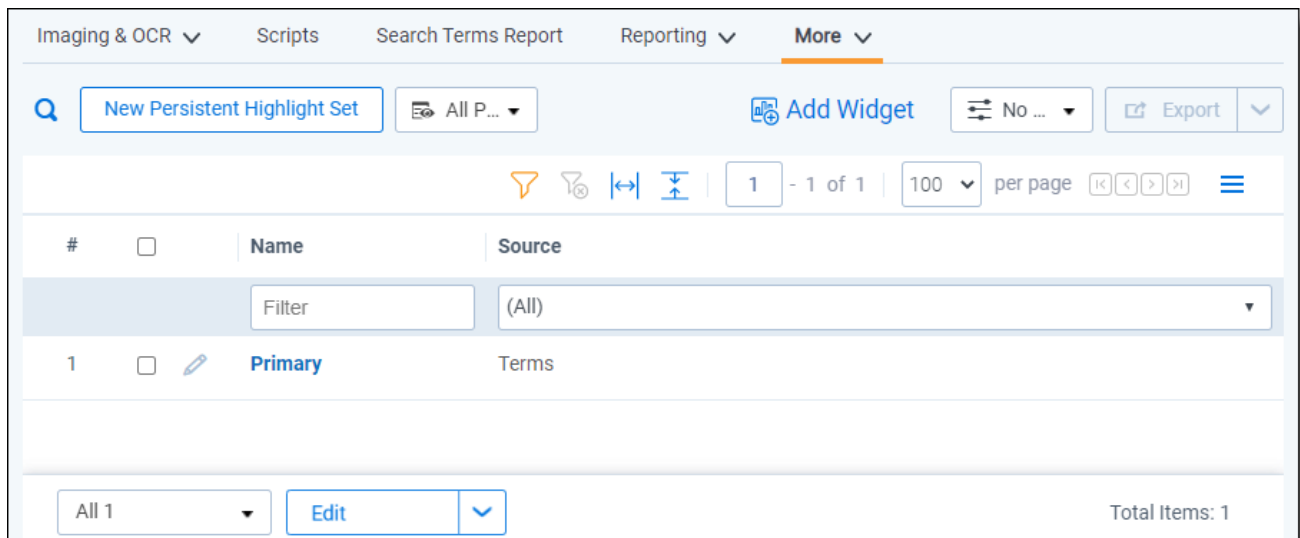 Imaging & OCR Scripts Search Terms Report Reporting More
New Persistent Highlight Set All P... Add Widget No ... Export
1 - 1 of 1 100 per page
# Name Source
Filter (All)
1 Primary Terms
All 1 Edit Total Items: 1